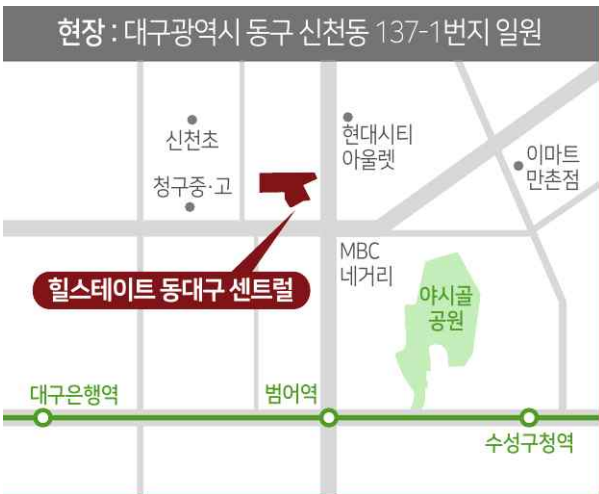 현장 : 대구광역시 동구 신천동 137-1번지 일원
신천초
현대시티
아울렛
이마트
만촌점
청구중·고
MBC
네거리
힐스테이트 동대구 센트럴
야시골
공원
대구은행역
범어역
수성구청역